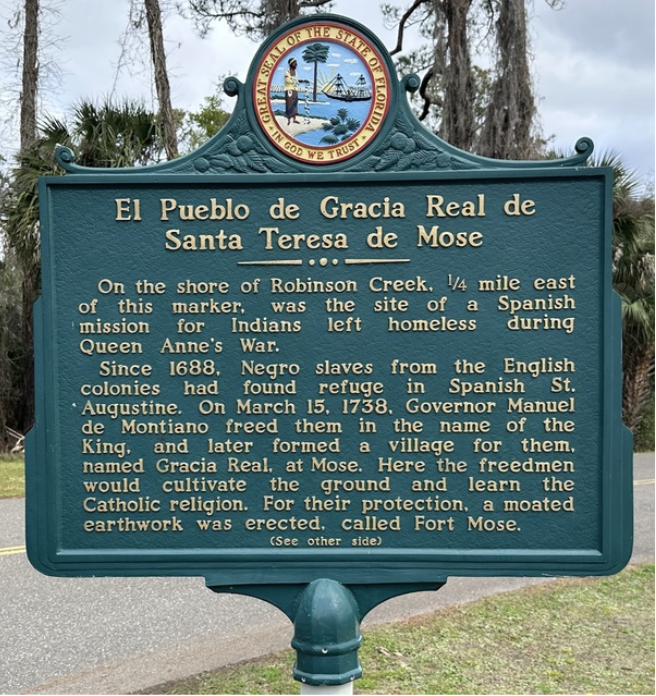 GREAT SEAL OF THE STATE OF FLORIDA
IN GOD WE TRUST
El Pueblo de Gracia Real de
Santa Teresa de Mose
On the shore of Robinson Creek, 1/4 mile east
of this marker, was the site of a Spanish
mission for Indians left homeless during
Queen Anne's War.
Since 1688, Negro slaves from the English
colonies had found refuge in Spanish St.
Augustine. On March 15, 1738, Governor Manuel
de Montiano freed them in the name of the
King, and later formed a village for them,
named Gracia Real, at Mose. Here the freedmen
would cultivate the ground and learn the
Catholic religion. For their protection, a moated
earthwork was erected, called Fort Mose.
(See other side)